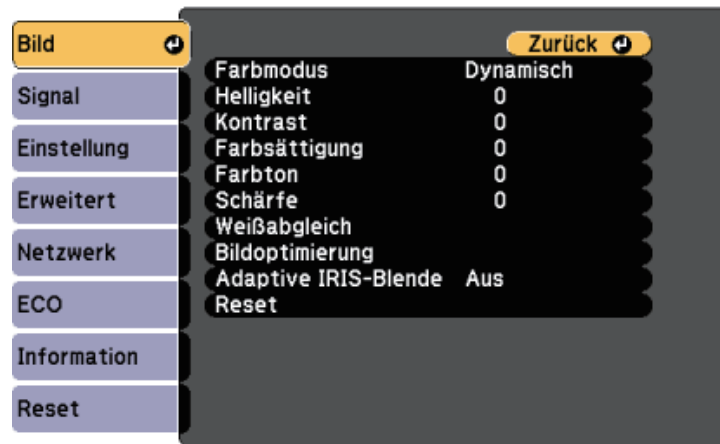 Bild
Signal
Einstellung
Erweitert
Netzwerk
ECO
Information
Reset
Zurück
Farbmodus Dynamisch
Helligkeit 0
Kontrast 0
Farbsättigung 0
Farbton 0
Schärfe 0
Weißabgleich
Bildoptimierung
Adaptive IRIS-Blende Aus
Reset